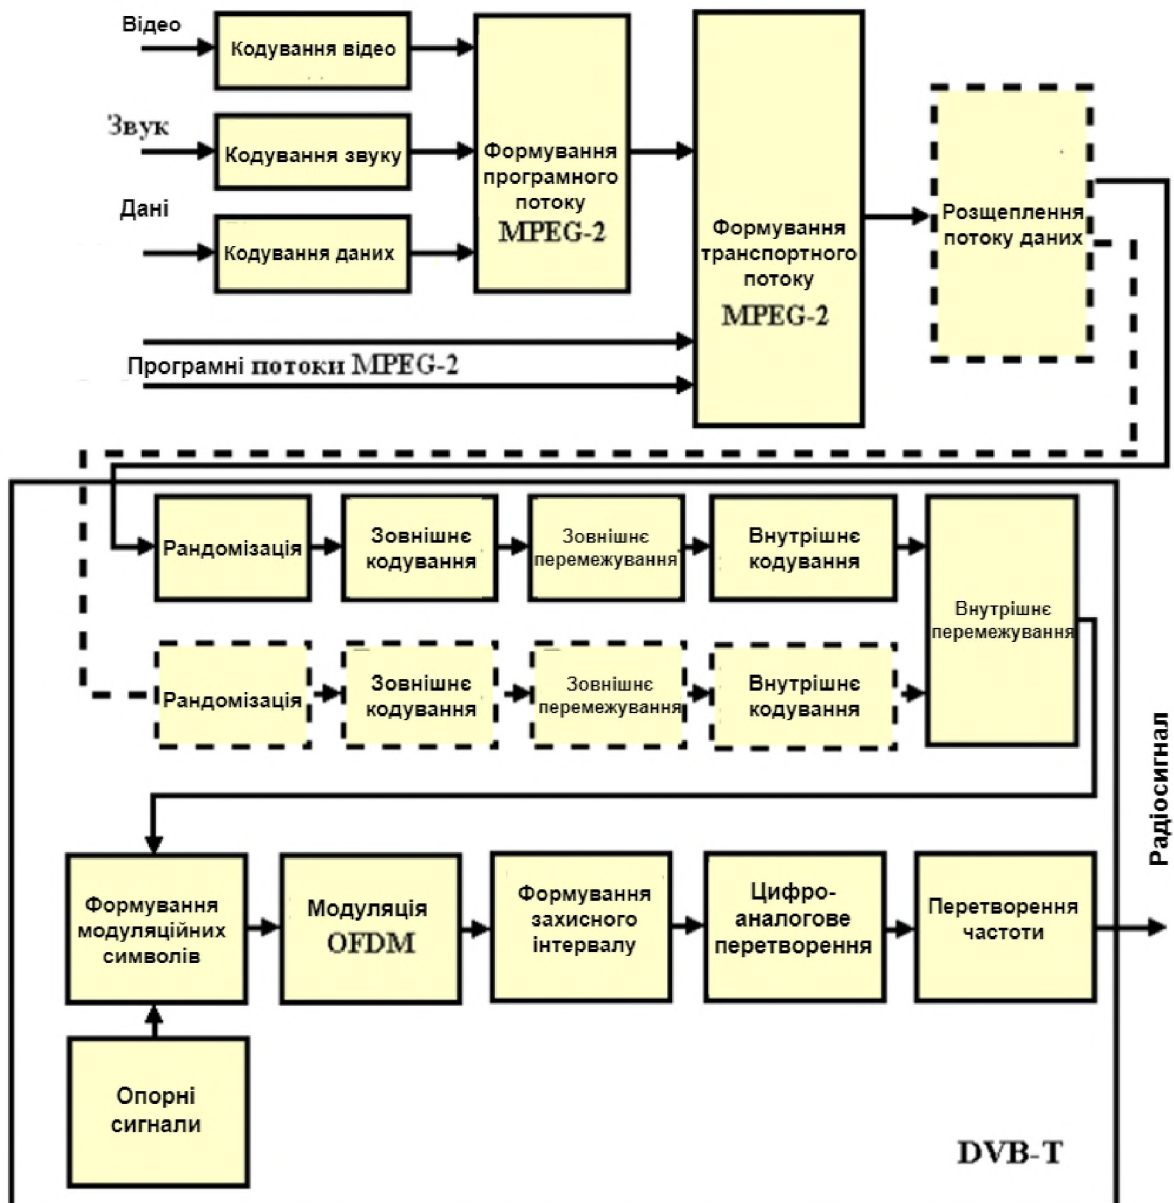 Відео
Кодування відео
Звук
Кодування звуку
Дані
Кодування даних
Формування
програмного
потоку
MPEG-2
Формування
транспортного
потоку
MPEG-2
Розщеплення
потоку даних
Програмні потоки MPEG-2
Рандомізація
Зовнішнє
кодування
Зовнішнє
перемежування
Внутрішнє
кодування
Внутрішнє
перемежування
Рандомізація
Зовнішнє
кодування
Зовнішнє
перемежування
Внутрішнє
кодування
Радіосигнал
Формування
модуляційних
символів
Модуляція
OFDM
Формування
захисного
інтервалу
Цифро-
аналогове
перетворення
Перетворення
частоти
Опорні
сигнали
DVB-T